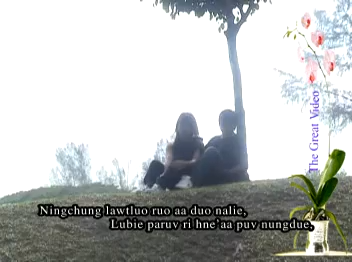 The Great Video
Ningchung lawtluo ruo aa duo nalie,
Lubie paruv ri hne'aa puv nungdue,